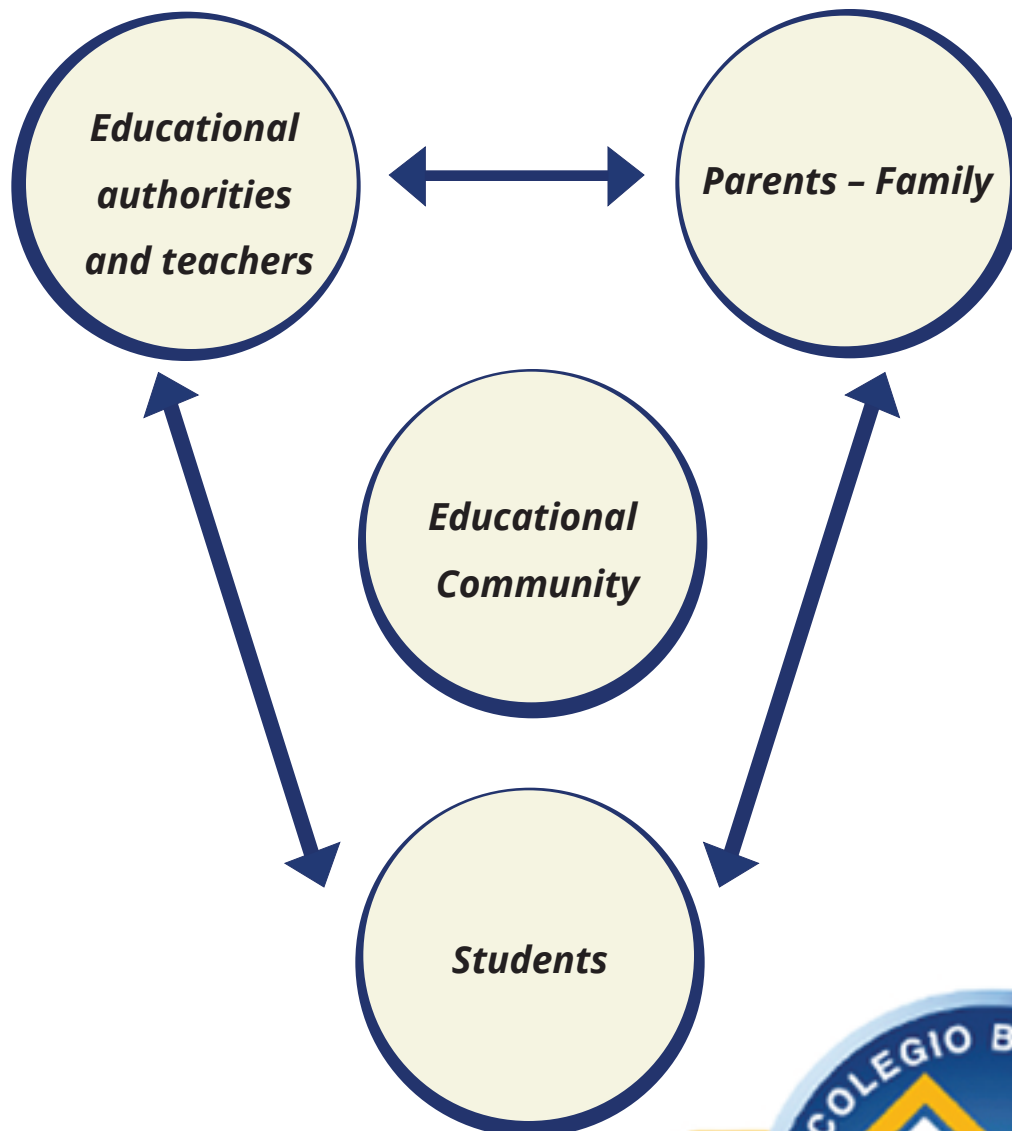 Educational
authorities
and teachers
Parents – Family
Educational
Community
Students
COLEGIO B